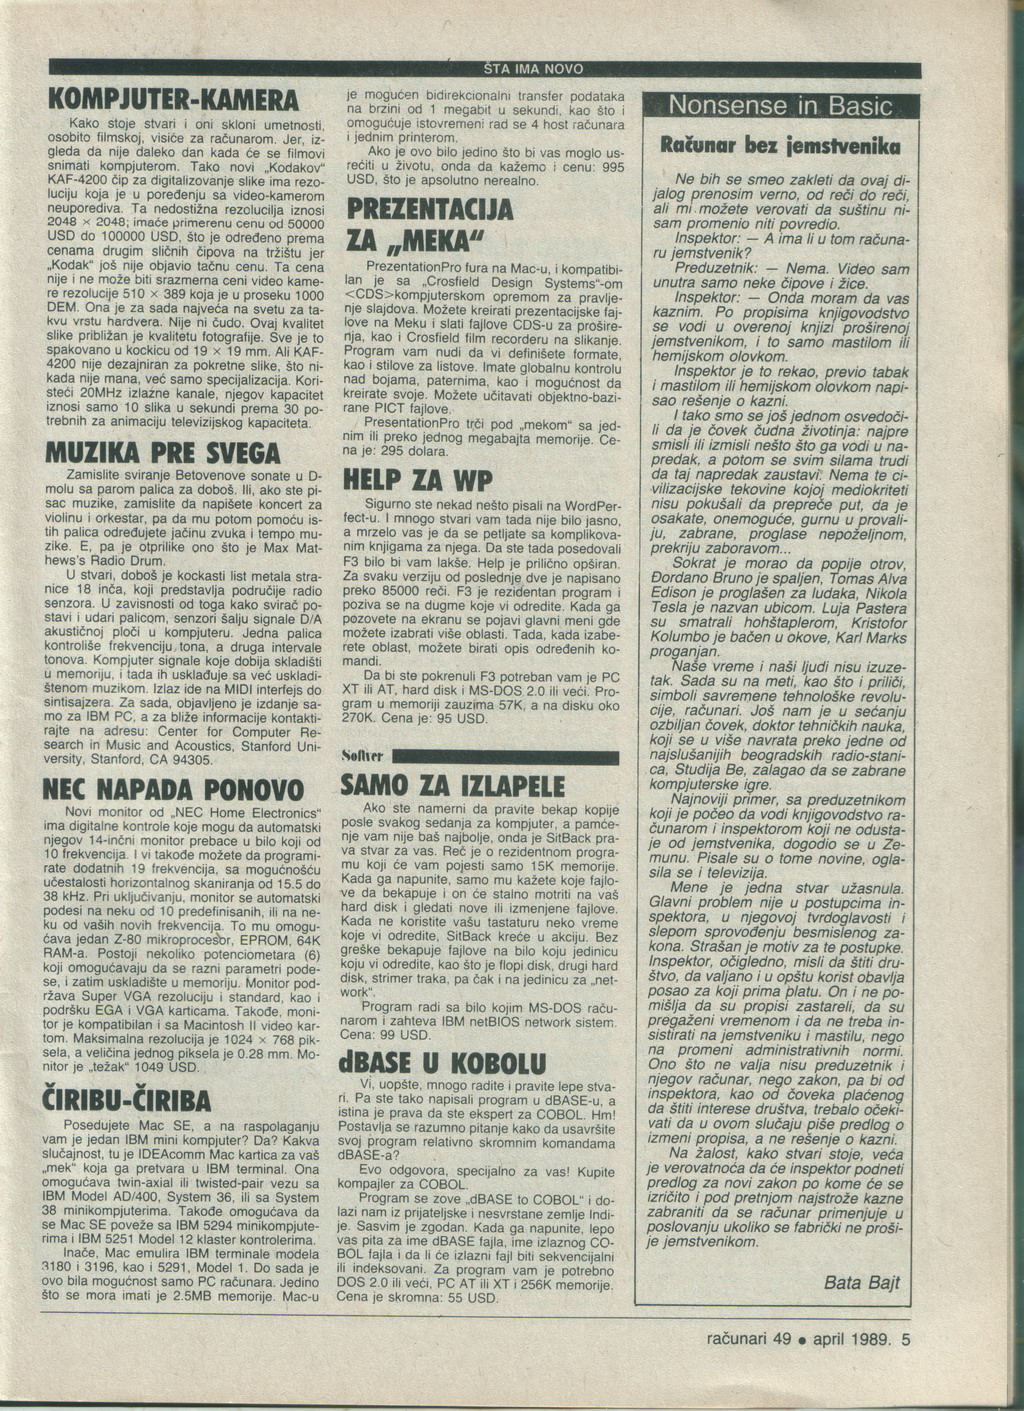 ŠTA IMA NOVO
KOMPJUTER-KAMERA
Kako stoje stvari i oni skloni umetnosti,
osobito filmskoj, visiće za računarom. Jer, iz-
gleda da nije daleko dan kada će se filmovi
snimati kompjuterom. Tako novi „Kodakov"
KAF-4200 čip za digitalizovanje slike ima rezo-
luciju koja je u poređenju sa video-kamerom
neuporediva. Ta nedostižna rezolucilja iznosi
2048 × 2048; imaće primerenu cenu od 50000
USD do 100000 USD, što je određeno prema
cenama drugim sličnih čipova na tržištu jer
„Kodak" još nije objavio tačnu cenu. Ta cena
nije i ne može biti srazmerna ceni video kame-
re rezolucije 510 × 389 koja je u proseku 1000
DEM. Ona je za sada najveća na svetu za ta-
kvu vrstu hardvera. Nije ni čudo. Ovaj kvalitet
slike približan je kvalitetu fotografije. Sve je to
spakovano u kockicu od 19 × 19 mm. Ali KAF-
4200 nije dezajniran za pokretne slike, što ni-
kada nije mana, već samo specijalizacija. Kori-
steći 20MHz izlazne kanale, njegov kapacitet
iznosi samo 10 slika u sekundi prema 30 po-
trebnih za animaciju televizijskog kapaciteta.
MUZIKA PRE SVEGA
Zamislite sviranje Betovenove sonate u D-
molu sa parom palica za doboš. Ili, ako ste pi-
sac muzike, zamislite da napišete koncert za
violinu i orkestar, pa da mu potom pomoću is-
tih palica određujete jačinu zvuka i tempo mu-
zike. E, pa je otprilike ono što je Max Mat-
hews's Radio Drum.
U stvari, doboš je kockasti list metala stra-
nice 18 inča, koji predstavlja područije radio
senzora. U zavisnosti od toga kako svirač po-
stavi i udari palicom, senzori šalju signale D/A
akustičnoj ploči u kompjuteru. Jedna palica
kontroliše frekvenciju tona, a druga intervale
tonova. Kompjuter signale koje dobija skladišti
u memoriju, i tada ih usklađuje sa već uskladi-
štenom muzikom. Izlaz ide na MIDI interfejs do
sintisajzera. Za sada, objavljeno je izdanje sa-
mo za IBM PC, a za bliže informacije kontakti-
rajte na adresu: Center for Computer Re-
search in Music and Acoustics, Stanford Uni-
versity, Stanford, CA 94305.
NEC NAPADA PONOVO
Novi monitor od „NEC Home Electronics"
ima digitalne kontrole koje mogu da automatski
njegov 14-inčni monitor prebace u bilo koji od
10 frekvencija. I vi takođe možete da programi-
rate dodatnih 19 frekvencija, sa mogućnošću
učestalosti horizontalnog skaniranja od 15.5 do
38 kHz. Pri uključivanju, monitor se automatski
podesi na neku od 10 predefinisanih, ili na ne-
ku od vaših novih frekvencija. To mu omogu-
ćava jedan Z-80 mikroprocesor, EPROM, 64K
RAM-a. Postoji nekoliko potenciometara (6)
koji omogućavaju da se razni parametri pode-
se, i zatim uskladište u memoriju. Monitor pod-
ržava Super VGA rezoluciju i standard, kao i
podršku EGA i VGA karticama. Takođe, moni-
tor je kompatibilan i sa Macintosh II video kar-
tom. Maksimalna rezolucija je 1024 × 768 pik-
sela, a veličina jednog piksela je 0.28 mm. Mo-
nitor je „težak" 1049 USD.
ČIRIBU-ČIRIBA
Posedujete Mac SE, a na raspolaganju
vam je jedan IBM mini kompjuter? Da? Kakva
slučajnost, tu je IDEAcomm Mac kartica za vaš
„mek" koja ga pretvara u IBM terminal. Ona
omogućava twin-axial ili twisted-pair vezu sa
IBM Model AD/400, System 36, ili sa System
38 minikompjuterima. Takođe omogućava da
se Mac SE poveže sa IBM 5294 minikompjute-
rima i IBM 5251 Model 12 klaster kontrolerima.
Inače, Mac emulira IBM terminale modela
3180 i 3196, kao i 5291, Model 1. Do sada je
ovo bila mogućnost samo PC računara. Jedino
što se mora imati je 2.5MB memorije. Mac-u
je mogućen bidirekcionalni transfer podataka
na brzini od 1 megabit u sekundi, kao što i
omogućuje istovremeni rad se 4 host računara
i jednim printerom.
Ako je ovo bilo jedino što bi vas moglo us-
rećiti u životu, onda da kažemo i cenu: 995
USD, što je apsolutno nerealno.
PREZENTACIJA
ZA „MEKA"
PrezentationPro fura na Mac-u, i kompatibi-
lan je sa „Crosfield Design Systems"-om
<CDS>kompjuterskom opremom za pravlje-
nje slajdova. Možete kreirati prezentacijske faj-
love na Meku i slati fajlove CDS-u za prošire-
nja, kao i Crosfield film recorderu na slikanje.
Program vam nudi da vi definišete formate,
kao i stilove za listove. Imate globalnu kontrolu
nad bojama, paternima, kao i mogućnost da
kreirate svoje. Možete učitavati objektno-bazi-
rane PICT fajlove.
PresentationPro trči pod „mekom" sa jed-
nim ili preko jednog megabajta memorije. Ce-
na je: 295 dolara.
HELP ZA WP
Sigurno ste nekad nešto pisali na WordPer-
fect-u. I mnogo stvari vam tada nije bilo jasno,
a mrzelo vas je da se petljate sa komplikova-
nim knjigama za njega. Da ste tada posedovali
F3 bilo bi vam lakše. Help je prilično opširan.
Za svaku verziju od poslednje dve je napisano
preko 85000 reči. F3 je rezidentan program i
poziva se na dugme koje vi odredite. Kada ga
pozovete na ekranu se pojavi glavni meni gde
možete izabrati više oblasti. Tada, kada izabe-
rete oblast, možete birati opis određenih ko-
mandi.
Da bi ste pokrenuli F3 potreban vam je PC
XT ili AT, hard disk i MS-DOS 2.0 ili veći. Pro-
gram u memoriji zauzima 57K, a na disku oko
270K. Cena je: 95 USD.
Softver
SAMO ZA IZLAPELE
Ako ste namerni da pravite bekap kopije
posle svakog sedanja za kompjuter, a pamće-
nje vam nije baš najbolje, onda je SitBack pra-
va stvar za vas. Reč je o rezidentnom progra-
mu koji će vam pojesti samo 15K memorije.
Kada ga napunite, samo mu kažete koje fajlo-
ve da bekapuje i on će stalno motriti na vaš
hard disk i gledati nove ili izmenjene fajlove.
Kada ne koristite vašu tastaturu neko vreme
koje vi odredite, SitBack kreće u akciju. Bez
greške bekapuje fajlove na bilo koju jedinicu
koju vi odredite, kao što je flopi disk, drugi hard
disk, strimer traka, pa čak i na jedinicu za „net-
work".
Program radi sa bilo kojim MS-DOS raču-
narom i zahteva IBM netBIOS network sistem.
Cena: 99 USD.
dBASE U KOBOLU
Vi, uopšte, mnogo radite i pravite lepe stva-
ri. Pa ste tako napisali program u dBASE-u, a
istina je prava da ste ekspert za COBOL. Hm!
Postavlja se razumno pitanje kako da usavršite
svoj program relativno skromnim komandama
dBASE-a?
Evo odgovora, specijalno za vas! Kupite
kompajler za COBOL.
Program se zove „dBASE to COBOL" i do-
lazi nam iz prijateljske i nesvrstane zemlje Indi-
je. Sasvim je zgodan. Kada ga napunite, lepo
vas pita za ime dBASE fajla, ime izlaznog CO-
BOL fajla i da li će izlazni fajl biti sekvencijalni
ili indeksovani. Za program vam je potrebno
DOS 2.0 ili veći, PC AT ili XT i 256K memorije.
Cena je skromna: 55 USD.
Nonsense in Basic
Računar bez jemstvenika
Ne bih se smeo zakleti da ovaj di-
jalog prenosim verno, od reči do reči,
ali mi možete verovati da suštinu ni-
sam promenio niti povredio.
Inspektor: — A ima li u tom računa-
ru jemstvenik?
Preduzetnik: — Nema. Video sam
unutra samo neke čipove i žice.
Inspektor: — Onda moram da vas
kaznim. Po propisima knjigovodstvo
se vodi u overenoj knjizi proširenoj
jemstvenikom, i to samo mastilom ili
hemijskom olovkom.
Inspektor je to rekao, previo tabak
i mastilom ili hemijskom olovkom napi-
sao rešenje o kazni.
I tako smo se još jednom osvedoči-
li da je čovek čudna životinja: najpre
smisli ili izmisli nešto što ga vodi u na-
predak, a potom se svim silama trudi
da taj napredak zaustavi. Nema te ci-
vilizacijske tekovine kojoj mediokriteti
nisu pokušali da prepreče put, da je
osakate, onemoguće, gurnu u provali-
ju, zabrane, proglase nepoželjnom,
prekriju zaboravom...
Sokrat je morao da popije otrov,
Đordano Bruno je spaljen, Tomas Alva
Edison je proglašen za ludaka, Nikola
Tesla je nazvan ubicom. Luja Pastera
su smatrali hohštaplerom, Kristofor
Kolumbo je bačen u okove, Karl Marks
proganjan.
Naše vreme i naši ljudi nisu izuze-
tak. Sada su na meti, kao što i priliči,
simboli savremene tehnološke revolu-
cije, računari. Još nam je u sećanju
ozbiljan čovek, doktor tehničkih nauka,
koji se u više navrata preko jedne od
najslušanijih beogradskih radio-stani-
ca, Studija Be, zalagao da se zabrane
kompjuterske igre.
Najnoviji primer, sa preduzetnikom
koji je počeo da vodi knjigovodstvo ra-
čunarom i inspektorom koji ne odusta-
je od jemstvenika, dogodio se u Ze-
munu. Pisale su o tome novine, ogla-
sila se i televizija.
Mene je jedna stvar užasnula.
Glavni problem nije u postupcima in-
spektora, u njegovoj tvrdoglavosti i
slepom sprovođenju besmislenog za-
kona. Strašan je motiv za te postupke.
Inspektor, očigledno, misli da štiti dru-
štvo, da valjano i u opštu korist obavlja
posao za koji prima platu. On i ne po-
mišlja da su propisi zastareli, da su
pregaženi vremenom i da ne treba in-
sistirati na jemstveniku i mastilu, nego
na promeni administrativnih normi.
Ono što ne valja nisu preduzetnik i
njegov računar, nego zakon, pa bi od
inspektora, kao od čoveka plaćenog
da štiti interese društva, trebalo očeki-
vati da u ovom slučaju piše predlog o
izmeni propisa, a ne rešenje o kazni.
Na žalost, kako stvari stoje, veća
je verovatnoća da će inspektor podneti
predlog za novi zakon po kome će se
izričito i pod pretnjom najstrože kazne
zabraniti da se računar primenjuje u
poslovanju ukoliko se fabrički ne proši-
je jemstvenikom.
Bata Bajt
računari 49 • april 1989. 5